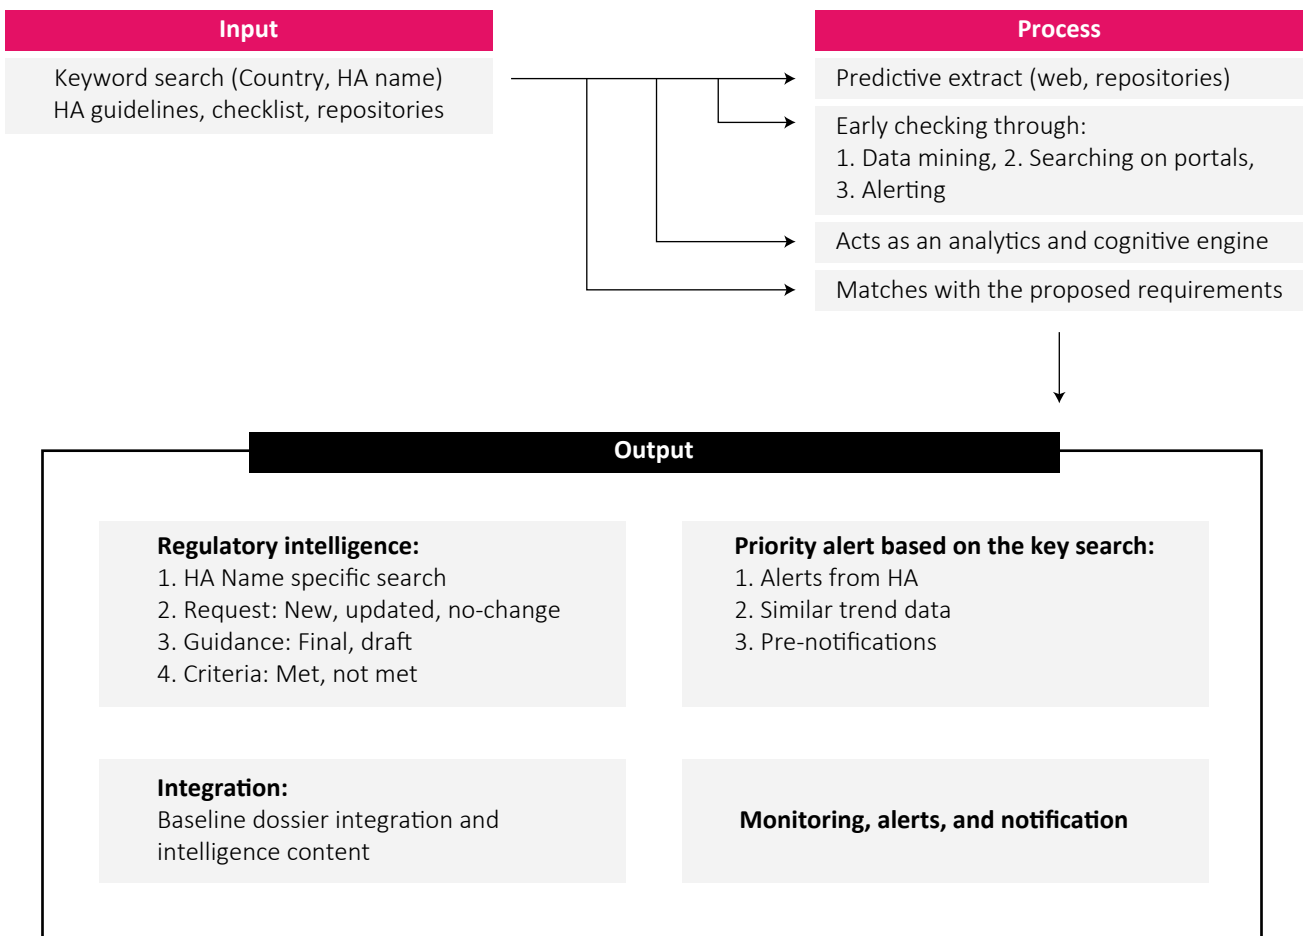 Input
Keyword search (Country, HA name)
HA guidelines, checklist, repositories
Process
Predictive extract (web, repositories)
Early checking through:
1. Data mining, 2. Searching on portals,
3. Alerting
Acts as an analytics and cognitive engine
Matches with the proposed requirements
Output
Regulatory intelligence:
1. HA Name specific search
2. Request: New, updated, no-change
3. Guidance: Final, draft
4. Criteria: Met, not met
Priority alert based on the key search:
1. Alerts from HA
2. Similar trend data
3. Pre-notifications
Integration:
Baseline dossier integration and
intelligence content
Monitoring, alerts, and notification